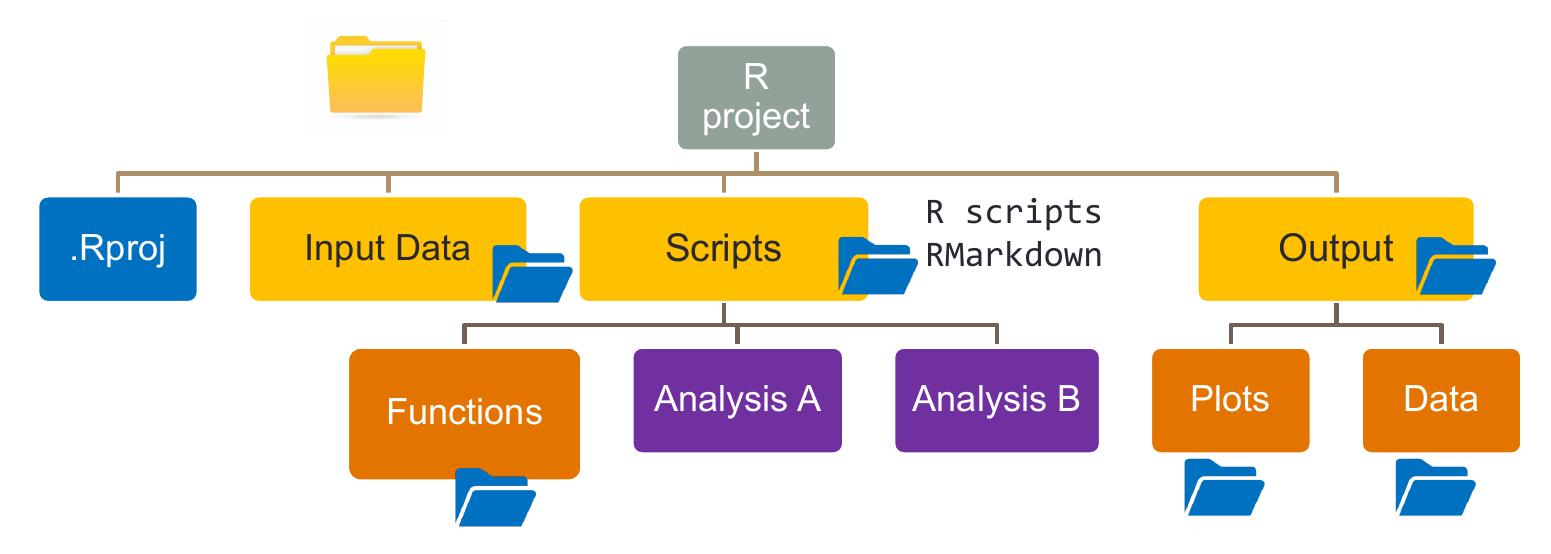 R
project
.Rproj
Input Data
Scripts
R scripts
RMarkdown
Output
Functions
Analysis A
Analysis B
Plots
Data